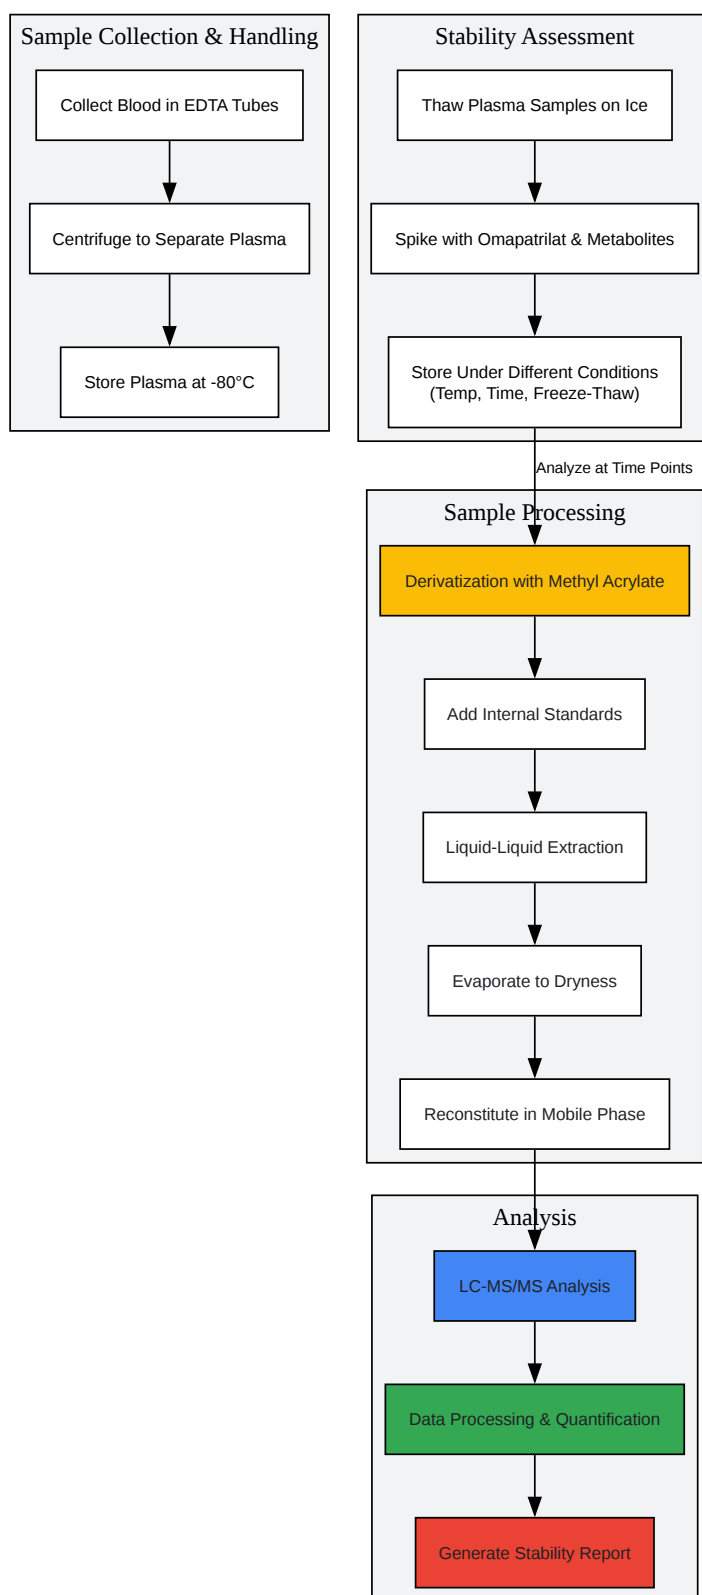 Sample Collection & Handling
Collect Blood in EDTA Tubes
Centrifuge to Separate Plasma
Store Plasma at -80°C
Stability Assessment
Thaw Plasma Samples on Ice
Spike with Omapatrilat & Metabolites
Store Under Different Conditions
(Temp, Time, Freeze-Thaw)
Analyze at Time Points
Sample Processing
Derivatization with Methyl Acrylate
Add Internal Standards
Liquid-Liquid Extraction
Evaporate to Dryness
Reconstitute in Mobile Phase
Analysis
LC-MS/MS Analysis
Data Processing & Quantification
Generate Stability Report